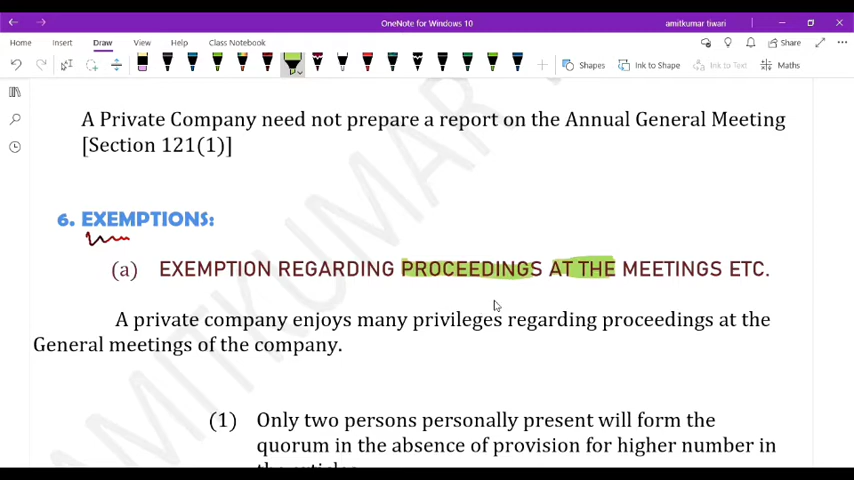 OneNote for Windows 10
amitkumar tiwari
Home Insert Draw View Help Class Notebook
Share
Shapes Ink to Shape Ink to Text Maths
AMITKUMAR
A Private Company need not prepare a report on the Annual General Meeting
[Section 121(1)]
6. EXEMPTIONS:
(a) EXEMPTION REGARDING PROCEEDINGS AT THE MEETINGS ETC.
A private company enjoys many privileges regarding proceedings at the
General meetings of the company.
(1) Only two persons personally present will form the
quorum in the absence of provision for higher number in